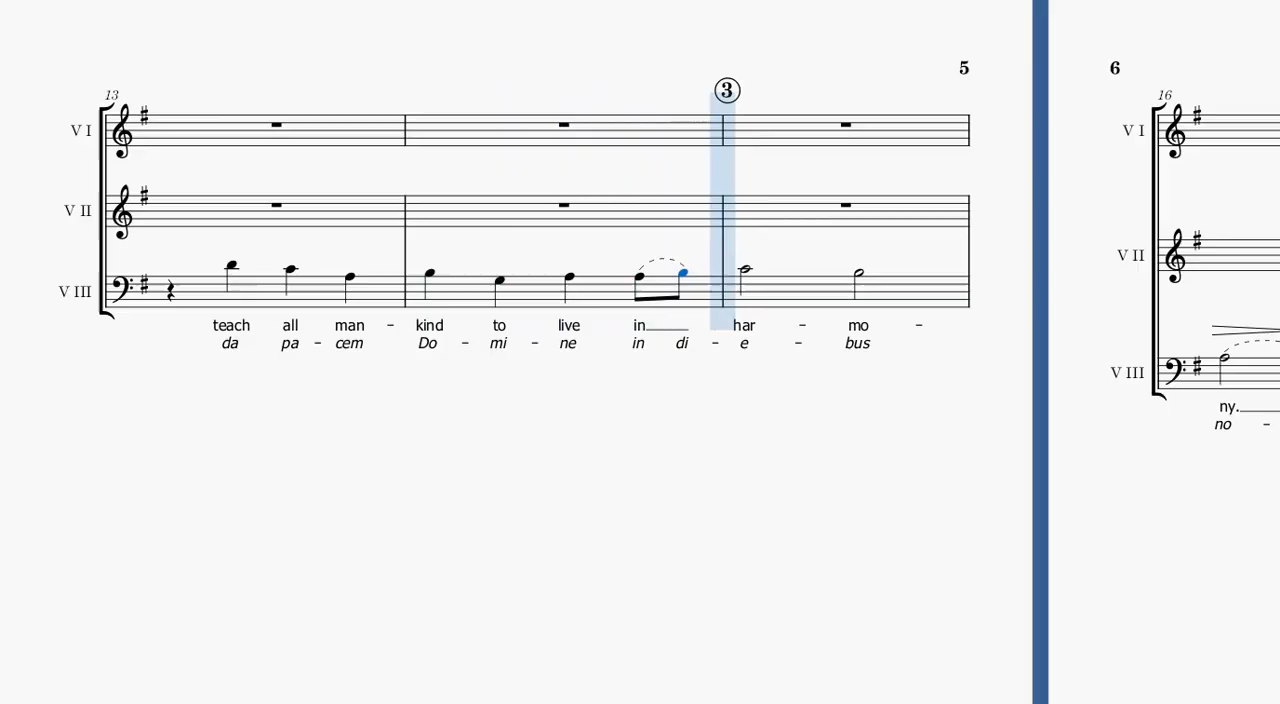 5
13
3
V I
V II
V III
teach all man - kind to live in har - mo -
da pa - cem Do - mi - ne in di - e - bus
6
16
V I
V II
V III
ny.
no -